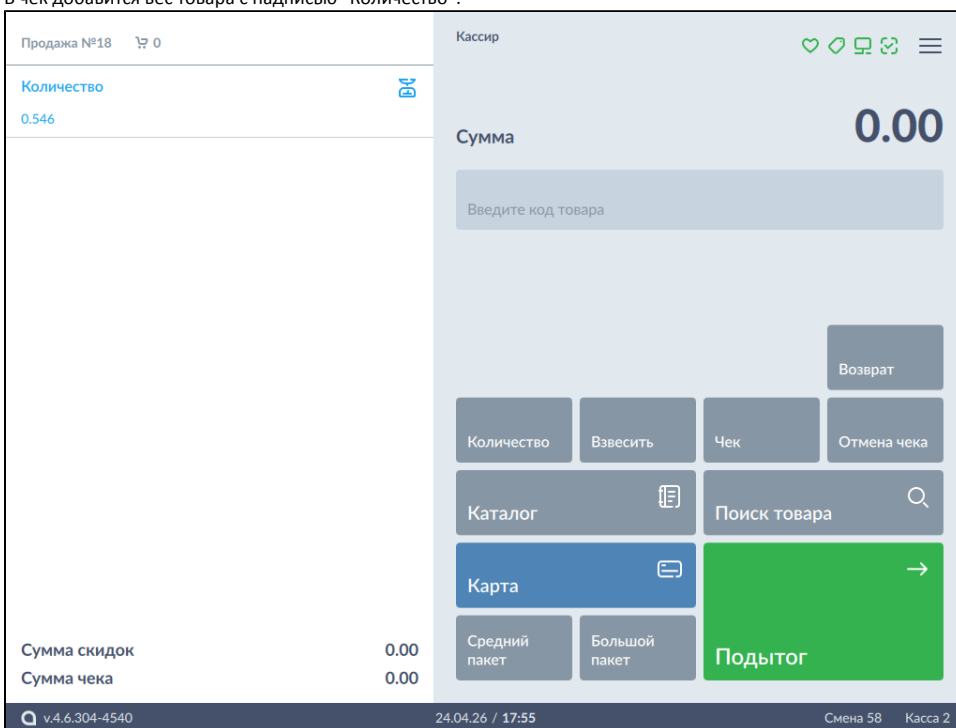 В чек добавится вес товара с надписью "Количество".
Продажа №18 0
Количество
0.546
Сумма скидок 0.00
Сумма чека 0.00
Кассир
Сумма 0.00
Введите код товара
Возврат
Количество Взвесить Чек Отмена чека
Каталог Поиск товара
Карта
Средний
пакет
Большой
пакет
Подытог
v.4.6.304-4540 24.04.26 / 17:55 Смена 58 Касса 2